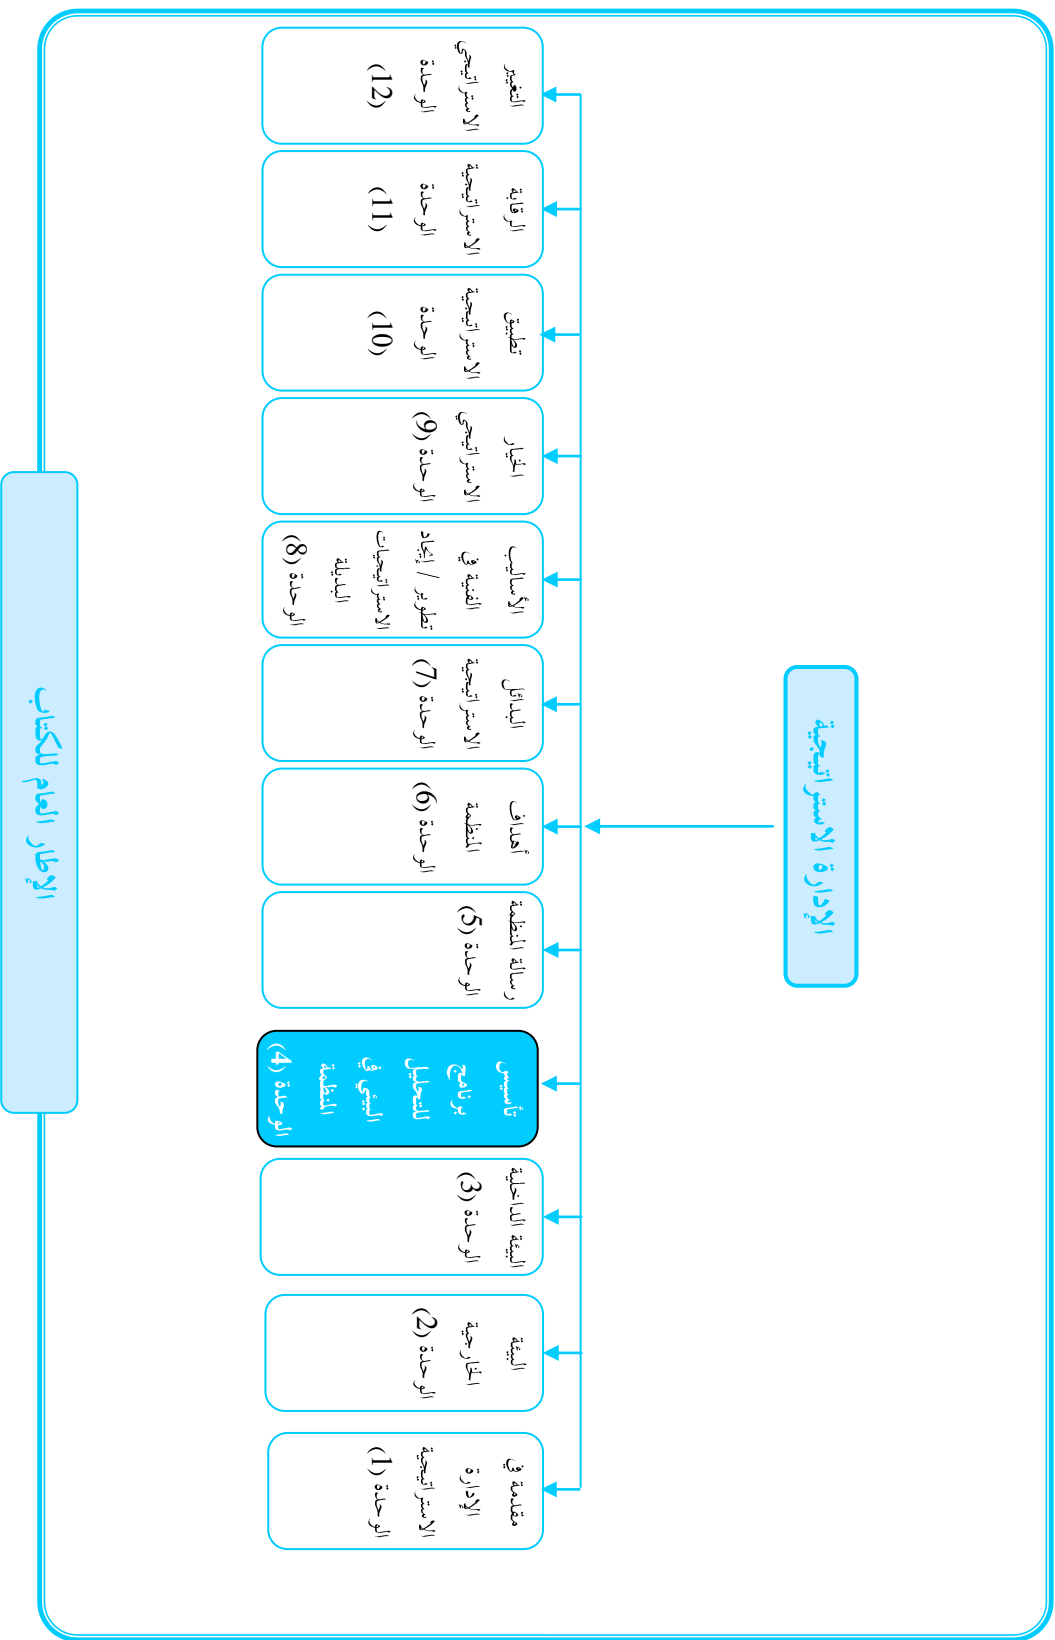 الإدارة الاستراتيجية
مقدمة في
الإدارة
الاستراتيجية
الوحدة (1)
البيئة
الخارجية
الوحدة (2)
البيئة الداخلية
الوحدة (3)
تأسيس
برنامج
للتحليل
البيئي في
المنظمة
الوحدة (4)
رسالة المنظمة
الوحدة (5)
أهداف
المنظمة
الوحدة (6)
البدائل
الاستراتيجية
الوحدة (7)
الأساليب
الفنية في
تطوير / إيجاد
الاستراتيجيات
البديلة
الوحدة (8)
الخيار
الاستراتيجي
الوحدة (9)
تطبيق
الاستراتيجية
الوحدة
(10)
الرقابة
الاستراتيجية
الوحدة
(11)
التغيير
الاستراتيجي
الوحدة
(12)
الإطار العام للكتاب